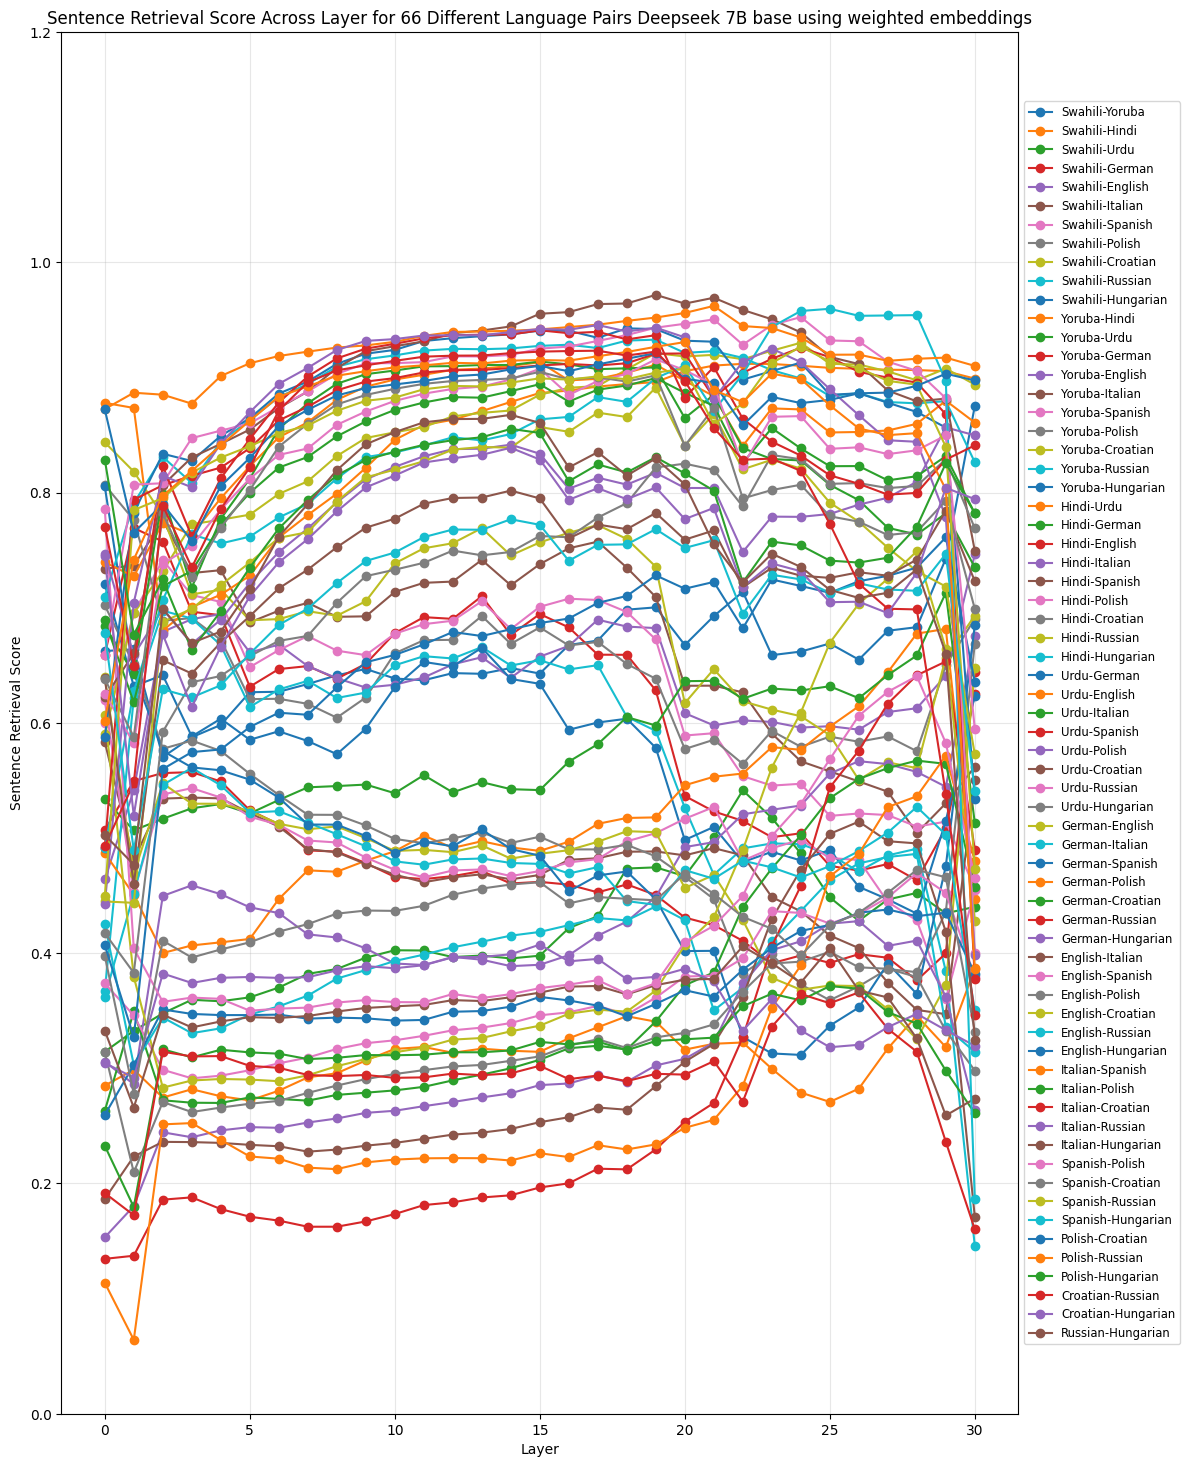 Sentence Retrieval Score Across Layer for 66 Different Language Pairs Deepseek 7B base using weighted embeddings
1.2
1.0
0.8
0.6
0.4
0.2
0.0
Sentence Retrieval Score
0 5 10 15 20 25 30
Layer
Swahili-Yoruba
Swahili-Hindi
Swahili-Urdu
Swahili-German
Swahili-English
Swahili-Italian
Swahili-Spanish
Swahili-Polish
Swahili-Croatian
Swahili-Russian
Swahili-Hungarian
Yoruba-Hindi
Yoruba-Urdu
Yoruba-German
Yoruba-English
Yoruba-Italian
Yoruba-Spanish
Yoruba-Polish
Yoruba-Croatian
Yoruba-Russian
Yoruba-Hungarian
Hindi-Urdu
Hindi-German
Hindi-English
Hindi-Italian
Hindi-Spanish
Hindi-Polish
Hindi-Croatian
Hindi-Russian
Hindi-Hungarian
Urdu-German
Urdu-English
Urdu-Italian
Urdu-Spanish
Urdu-Polish
Urdu-Croatian
Urdu-Russian
Urdu-Hungarian
German-English
German-Italian
German-Spanish
German-Polish
German-Croatian
German-Russian
German-Hungarian
English-Italian
English-Spanish
English-Polish
English-Croatian
English-Russian
English-Hungarian
Italian-Spanish
Italian-Polish
Italian-Croatian
Italian-Russian
Italian-Hungarian
Spanish-Polish
Spanish-Croatian
Spanish-Russian
Spanish-Hungarian
Polish-Croatian
Polish-Russian
Polish-Hungarian
Croatian-Russian
Croatian-Hungarian
Russian-Hungarian